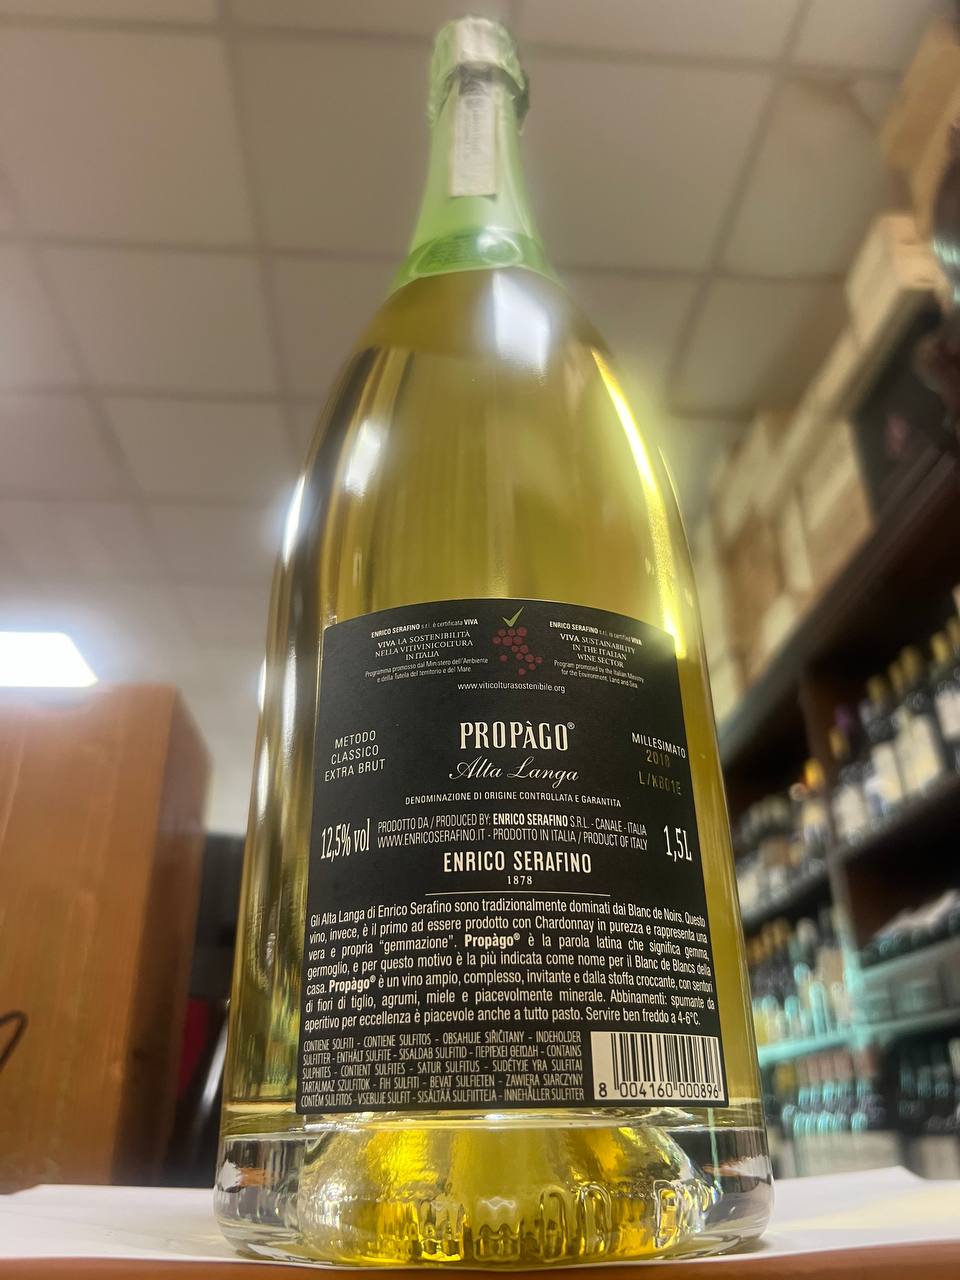 ENRICO SERAFINO s.r.l. è certificata VIVA
VIVA LA SOSTENIBILITÀ
NELLA VITIVINICOLTURA
IN ITALIA
Programma promosso dal Ministero dell'Ambiente
e della Tutela del territorio e del Mare
ENRICO SERAFINO s.r.l. is certified VIVA
VIVA SUSTAINABILITY
IN THE ITALIAN
WINE SECTOR
Program promoted by the Italian Ministry
for the Environment, Land and Sea
www.viticolturasostenibile.org
METODO
CLASSICO
EXTRA BRUT
PROPÀGO®
Alta Langa
MILLESIMATO
2018
DENOMINAZIONE DI ORIGINE CONTROLLATA E GARANTITA
12,5% vol
PRODOTTO DA / PRODUCED BY: ENRICO SERAFINO S.R.L. - CANALE - ITALIA
WWW.ENRICOSERAFINO.IT - PRODOTTO IN ITALIA / PRODUCT OF ITALY
1,5L
ENRICO SERAFINO
1878
Gli Alta Langa di Enrico Serafino sono tradizionalmente dominati dai Blanc de Noirs. Questo
vino, invece, è il primo ad essere prodotto con Chardonnay in purezza e rappresenta una
vera e propria "gemmazione". Propàgo® è la parola latina che significa gemma,
germoglio, e per questo motivo è la più indicata come nome per il Blanc de Blancs della
casa. Propàgo® è un vino ampio, complesso, invitante e dalla stoffa croccante, con sentori
di fiori di tiglio, agrumi, miele e piacevolmente minerale. Abbinamenti: spumante da
aperitivo per eccellenza è piacevole anche a tutto pasto. Servire ben freddo a 4-6°C.
CONTIENE SOLFITI - CONTIENE SULFITOS - OBSAHUJE SIŘIČITANY - INDEHOLDER
SULFITTER - ENTHÄLT SULFITE - SISALDAB SULFITID - ΠΕΡΙΕΧΕΙ ΘΕΙΩΔΗ - CONTAINS
SULPHITES - CONTIENT SULFITES - SATUR SULFITUS - SUDĖTYJE YRA SULFITAI
TARTALMAZ SZULFITOK - FIH SULFITI - BEVAT SULFIETEN - ZAWIERA SIARCZYNY
CONTÉM SULFITOS - VSEBUJE SULFIT - SISÄLTÄÄ SULFIITTEJA - INNEHÅLLER SULFITER
8 004160 000896